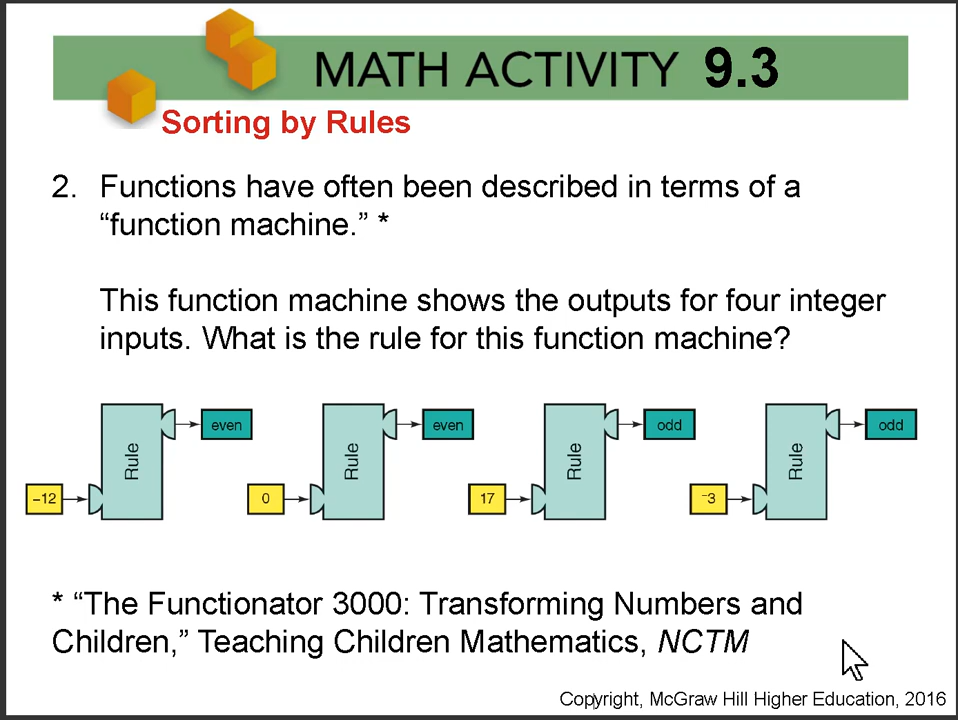 MATH ACTIVITY 9.3
Sorting by Rules
2. Functions have often been described in terms of a
“function machine.” *
This function machine shows the outputs for four integer
inputs. What is the rule for this function machine?
even even odd odd
Rule Rule Rule Rule
–12 0 17 ⁻3
* “The Functionator 3000: Transforming Numbers and
Children,” Teaching Children Mathematics, NCTM
Copyright, McGraw Hill Higher Education, 2016